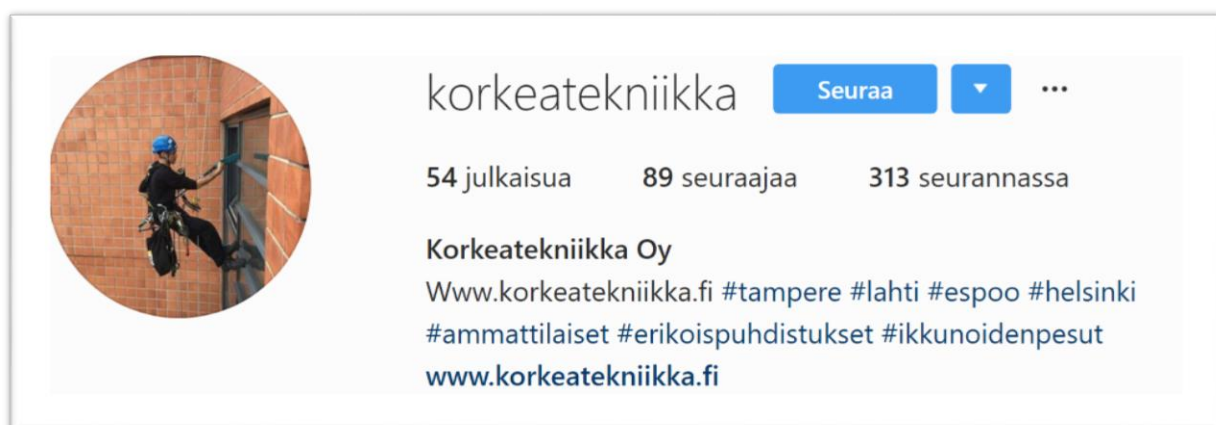 korkeatekniikka Seuraa ...
54 julkaisua 89 seuraajaa 313 seurannassa
Korkeatekniikka Oy
Www.korkeatekniikka.fi #tampere #lahti #espoo #helsinki
#ammattilaiset #erikoispuhdistukset #ikkunoidenpesut
www.korkeatekniikka.fi